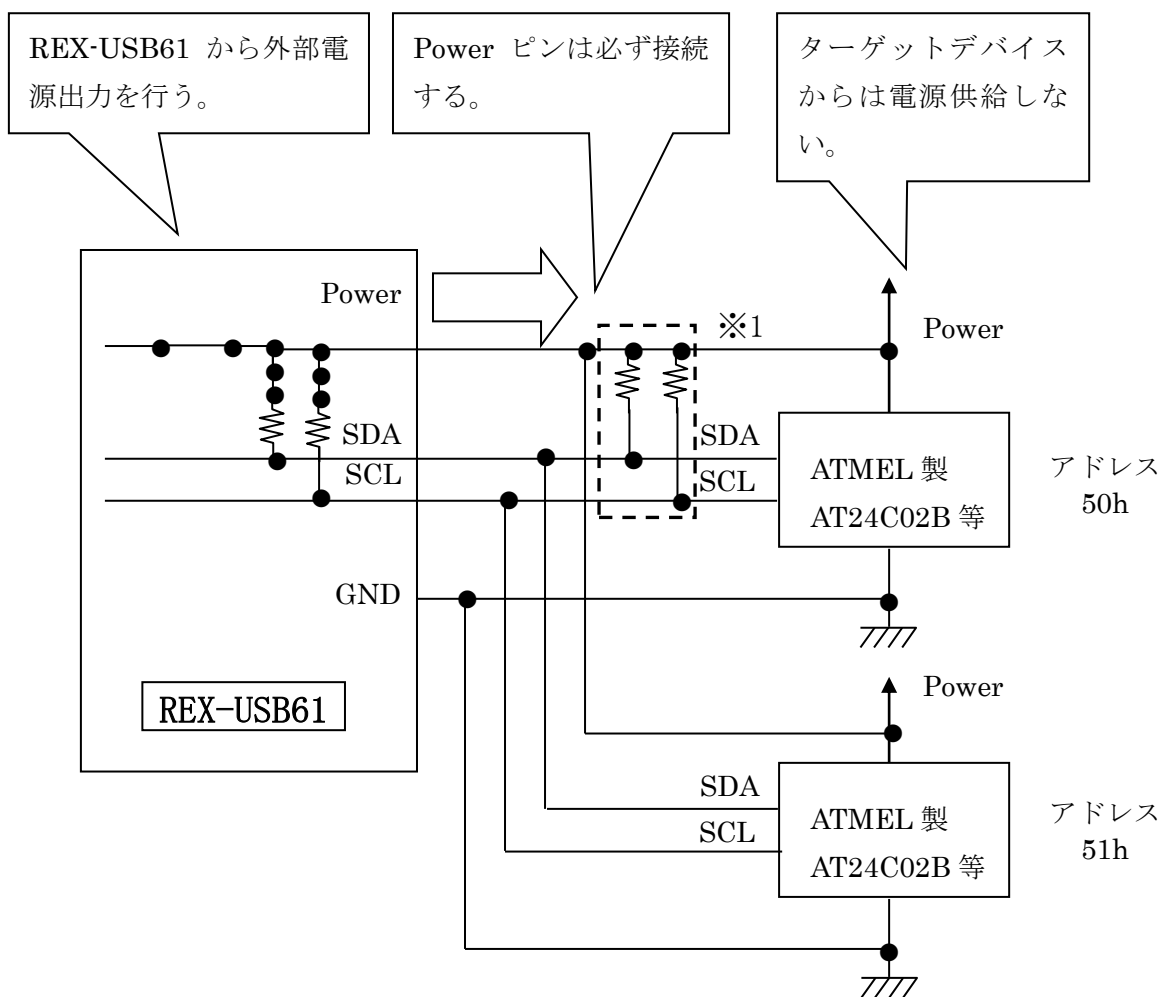 REX-USB61 から外部電
源出力を行う。
Power ピンは必ず接続
する。
ターゲットデバイス
からは電源供給しな
い。
Power
※1
Power
SDA
SCL
SDA
SCL
ATMEL 製
AT24C02B 等
アドレス
50h
GND
REX-USB61
Power
SDA
SCL
ATMEL 製
AT24C02B 等
アドレス
51h